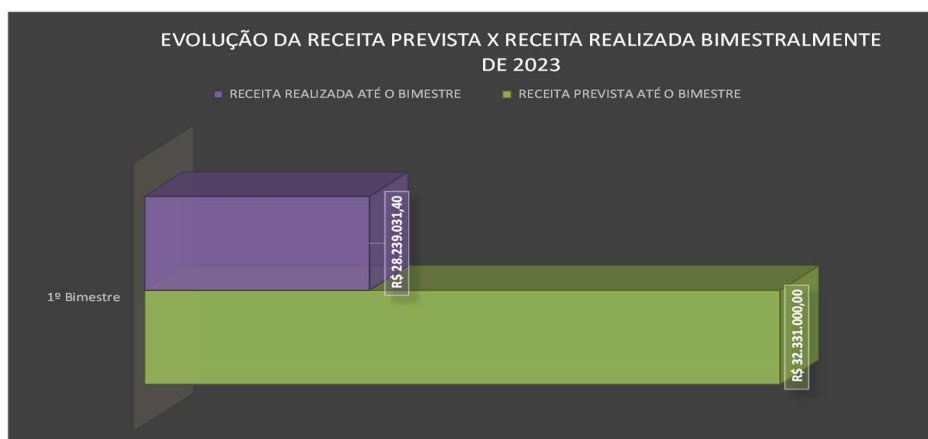 EVOLUÇÃO DA RECEITA PREVISTA X RECEITA REALIZADA BIMESTRALMENTE
DE 2023
RECEITA REALIZADA ATÉ O BIMESTRE
RECEITA PREVISTA ATÉ O BIMESTRE
R$ 28.239.031,40
1º Bimestre
R$ 32.331.000,00